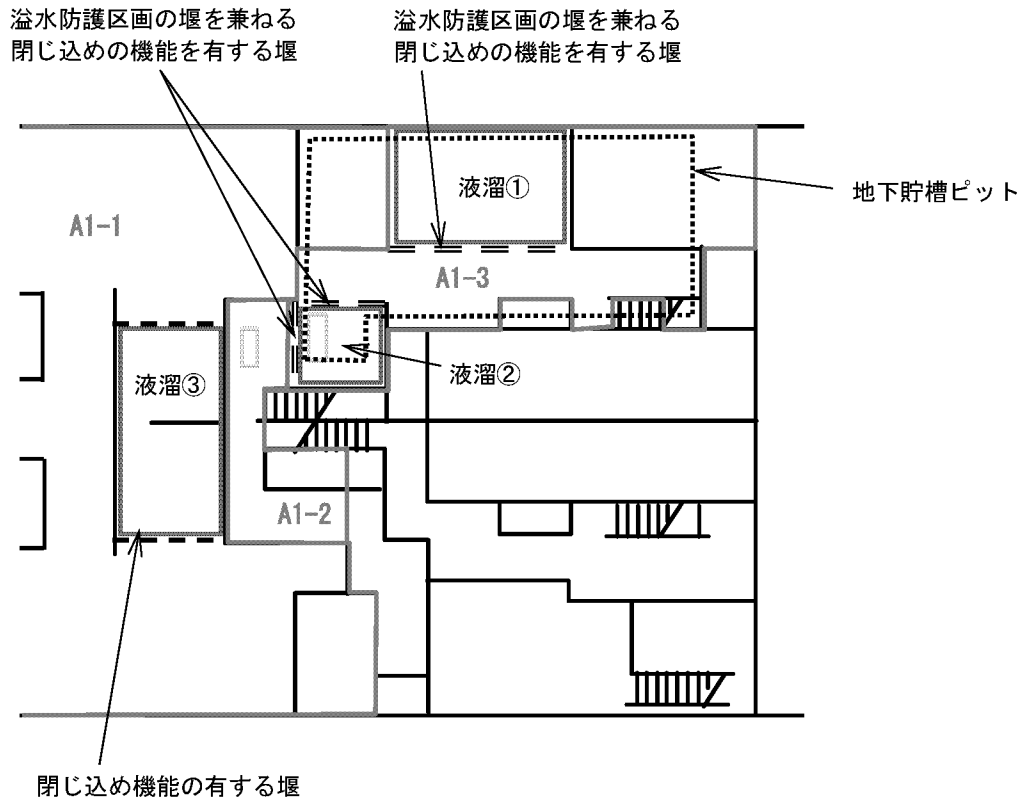 溢水防護区画の堰を兼ねる
閉じ込めの機能を有する堰
溢水防護区画の堰を兼ねる
閉じ込めの機能を有する堰
液溜①
地下貯槽ピット
A1-1
A1-3
液溜②
液溜③
A1-2
閉じ込め機能の有する堰